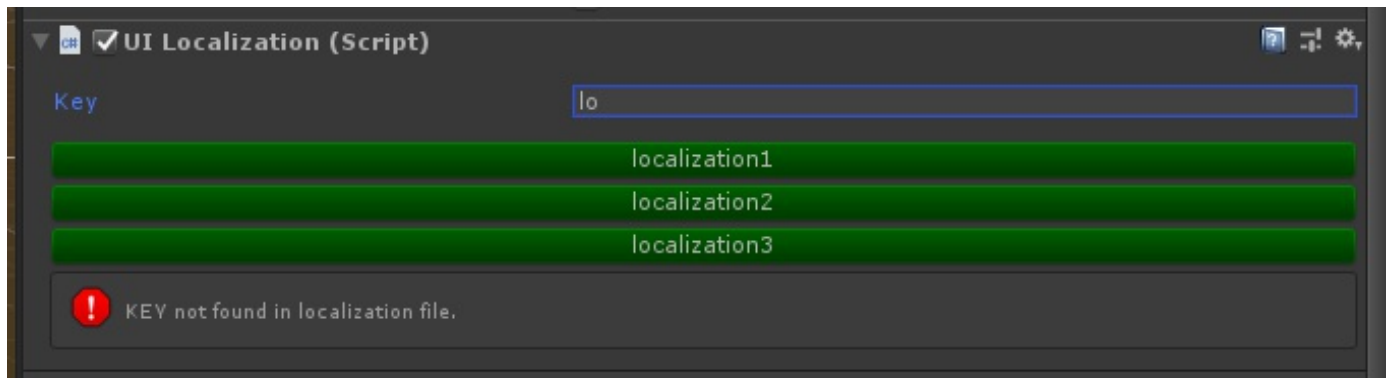 UI Localization (Script)
Key
lo
localization1
localization2
localization3
KEY not found in localization file.